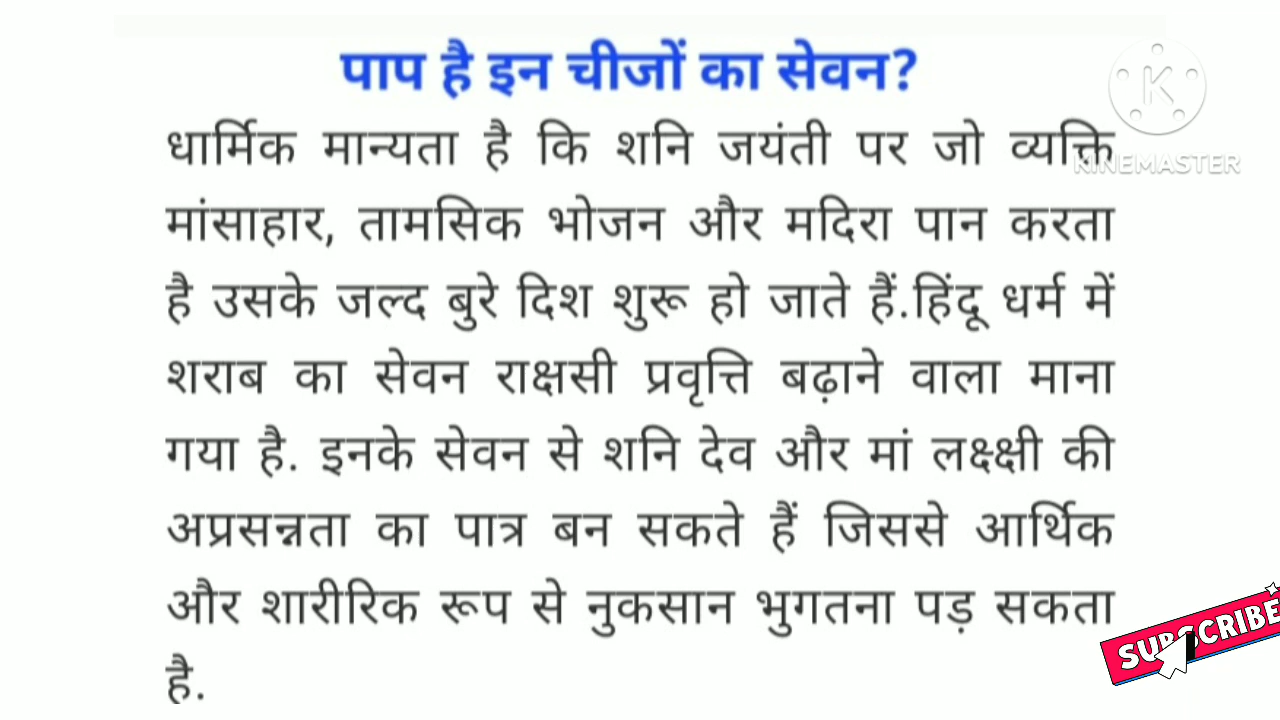 पाप है इन चीजों का सेवन?
धार्मिक मान्यता है कि शनि जयंती पर जो व्यक्ति
मांसाहार, तामसिक भोजन और मदिरा पान करता
है उसके जल्द बुरे दिश शुरू हो जाते हैं.हिंदू धर्म में
शराब का सेवन राक्षसी प्रवृत्ति बढ़ाने वाला माना
गया है. इनके सेवन से शनि देव और मां लक्ष्क्षी की
अप्रसन्नता का पात्र बन सकते हैं जिससे आर्थिक
और शारीरिक रूप से नुकसान भुगतना पड़ सकता
है.
K
KINEMASTER
SUBSCRIBE